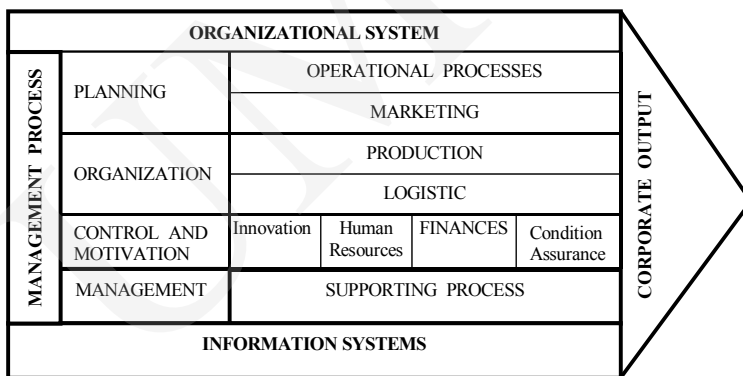 ORGANIZATIONAL SYSTEM
MANAGEMENT PROCESS
PLANNING
OPERATIONAL PROCESSES
MARKETING
ORGANIZATION
PRODUCTION
LOGISTIC
CONTROL AND
MOTIVATION
Innovation
Human
Resources
FINANCES
Condition
Assurance
MANAGEMENT
SUPPORTING PROCESS
INFORMATION SYSTEMS
CORPORATE OUTPUT
UM